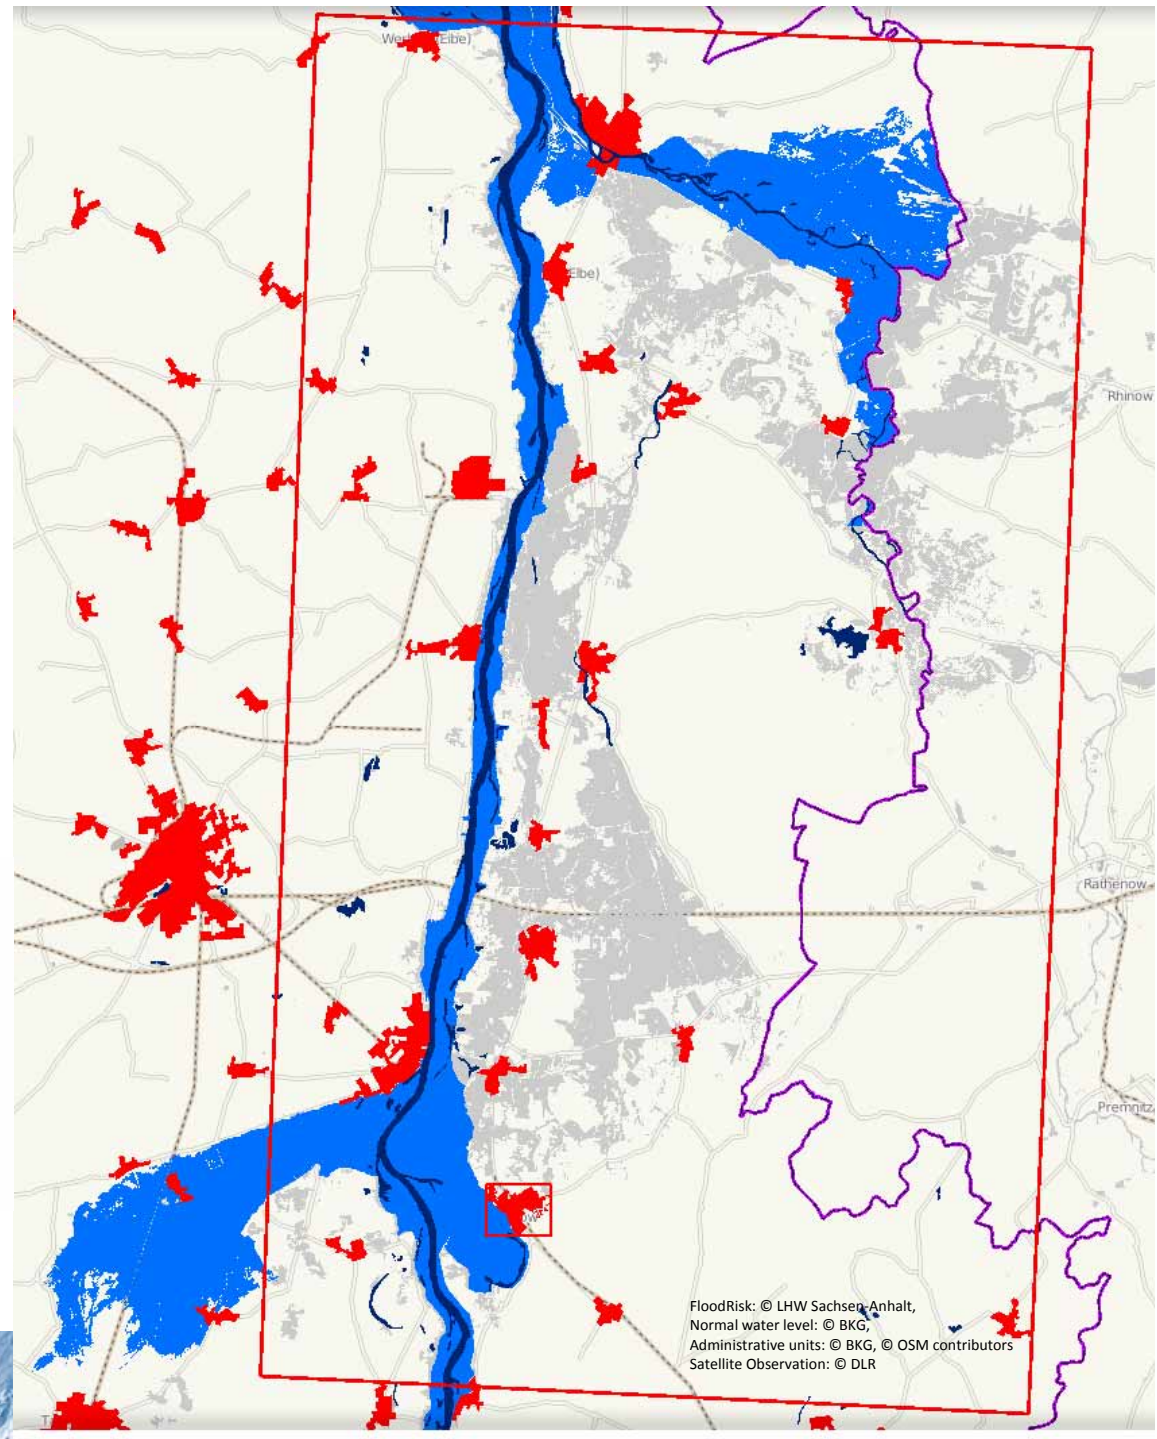 (Elbe)
Elbe)
Rhinow
Rathenow
Premnitz
FloodRisk: © LHW Sachsen-Anhalt,
Normal water level: © BKG,
Administrative units: © BKG, © OSM contributors
Satellite Observation: © DLR